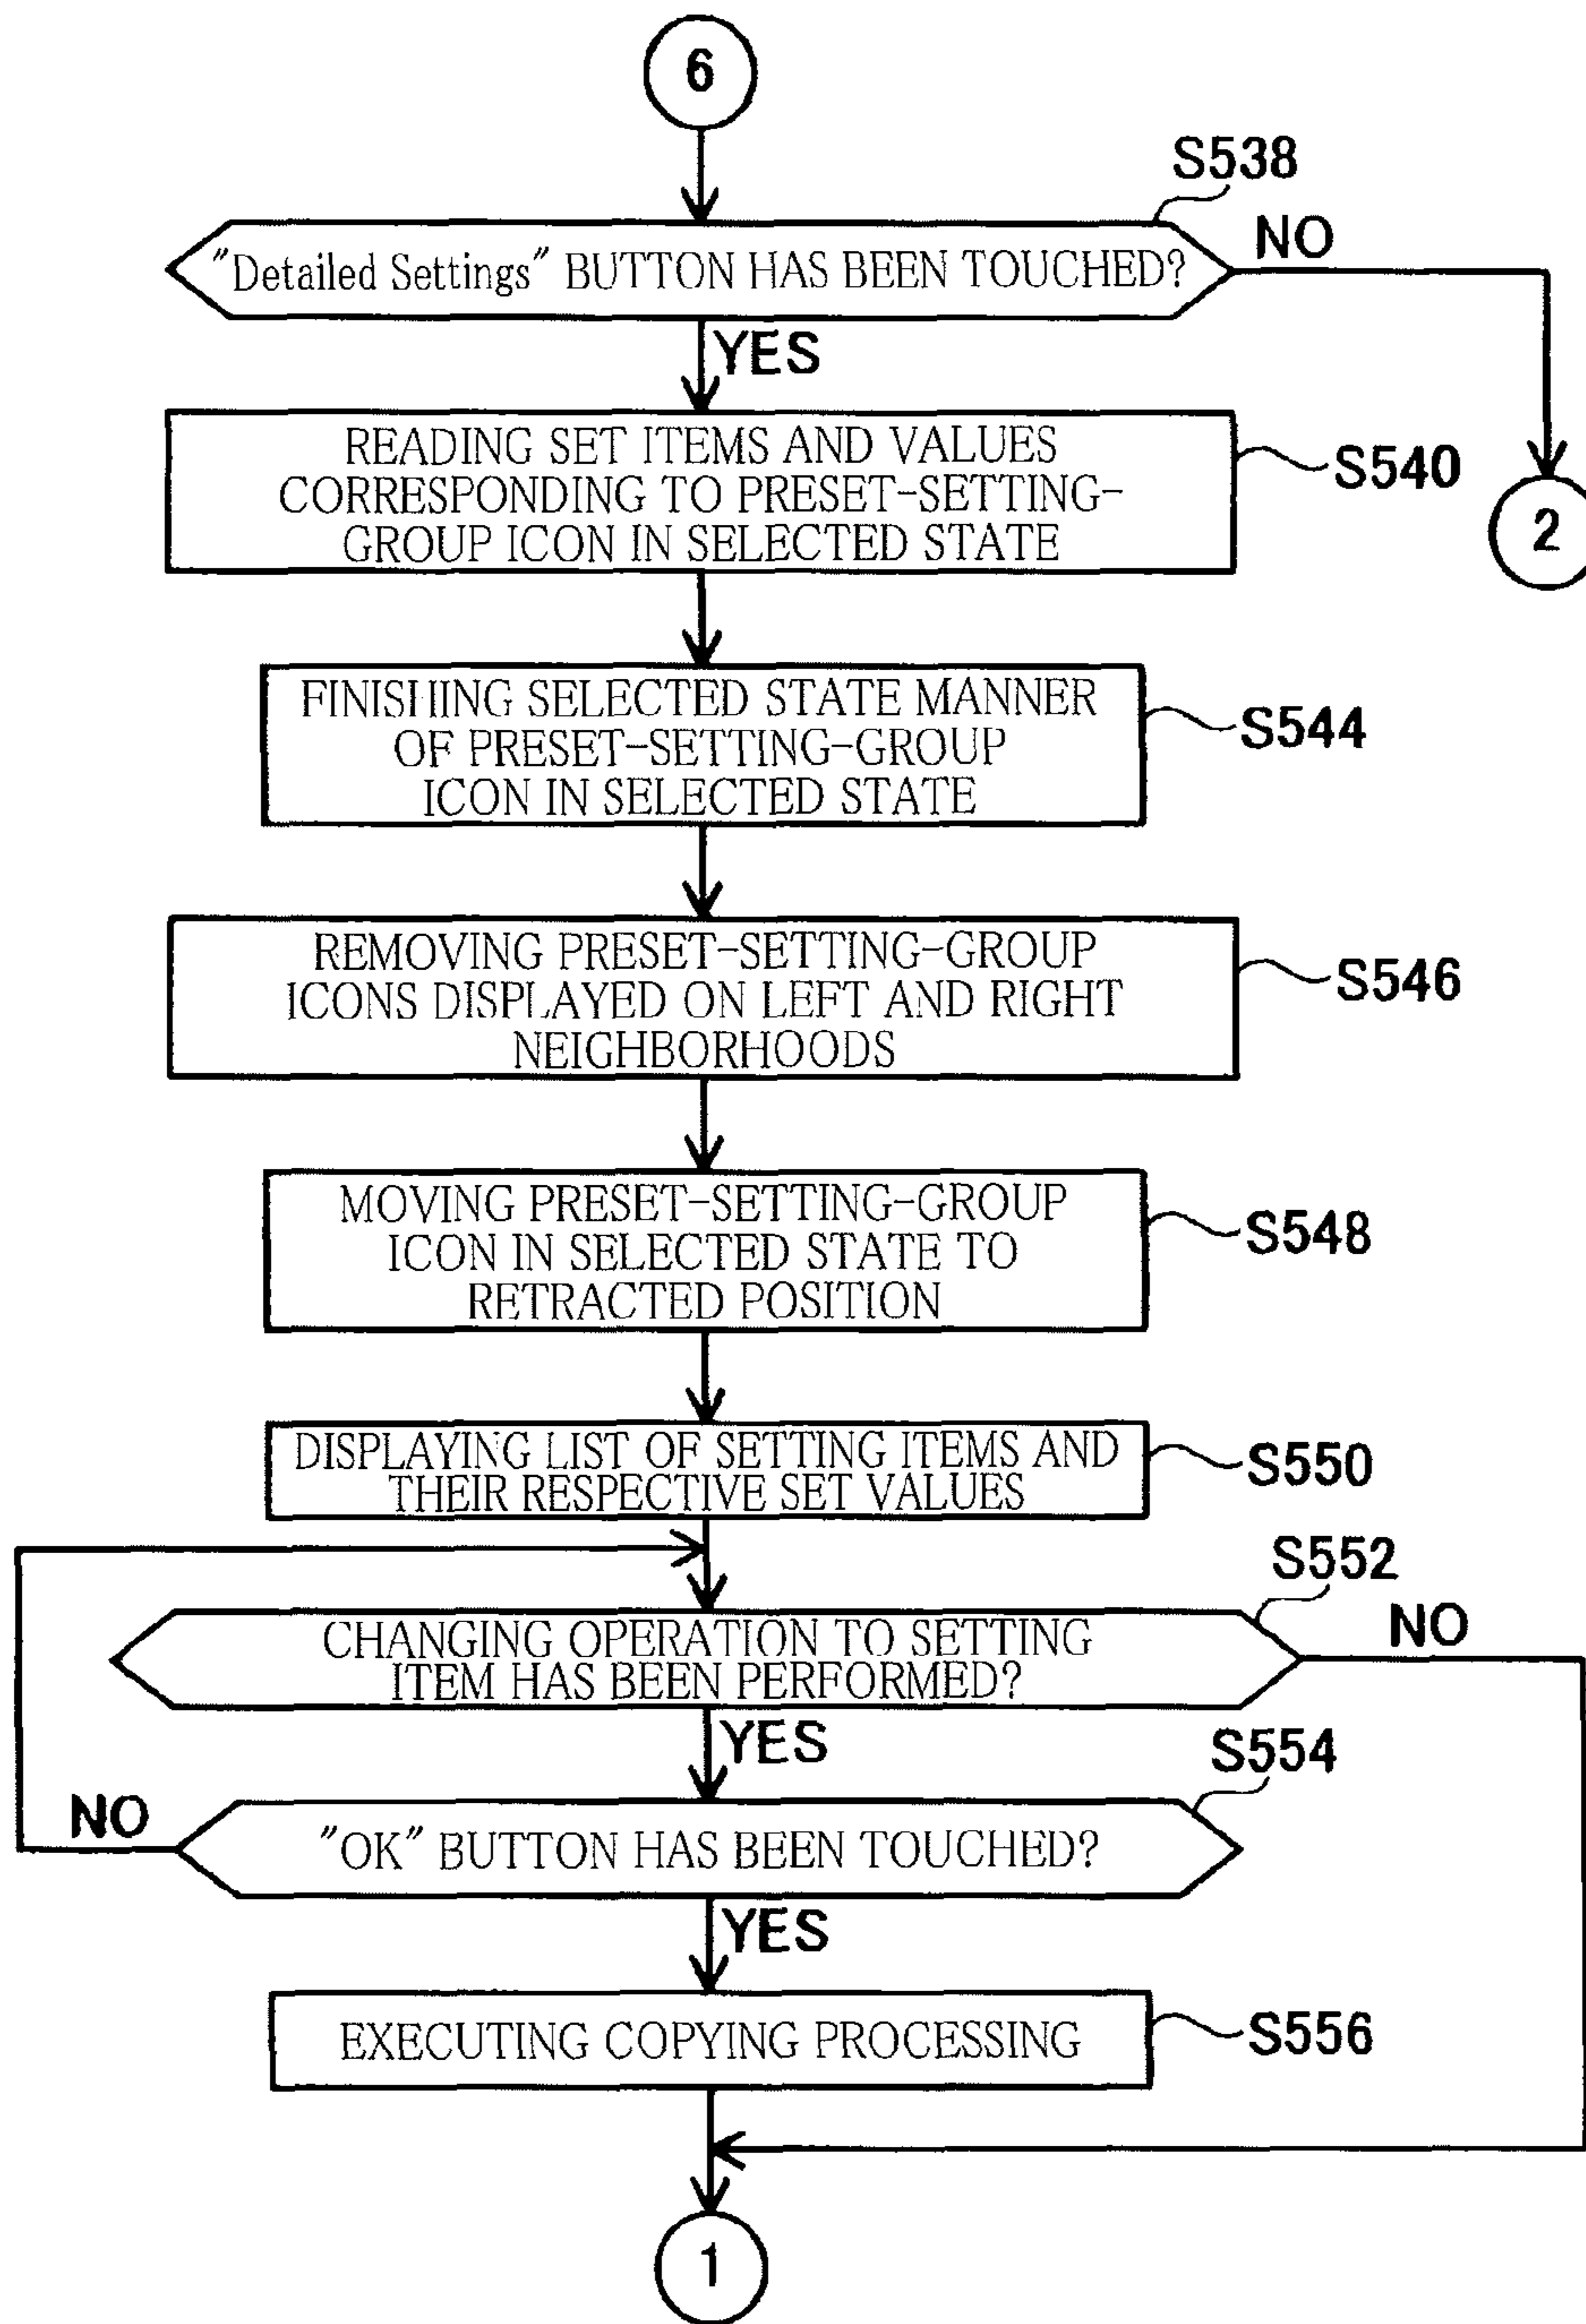 6
S538
"Detailed Settings" BUTTON HAS BEEN TOUCHED?
NO
YES
READING SET ITEMS AND VALUES
CORRESPONDING TO PRESET-SETTING-
GROUP ICON IN SELECTED STATE
S540
2
FINISHING SELECTED STATE MANNER
OF PRESET-SETTING-GROUP
ICON IN SELECTED STATE
S544
REMOVING PRESET-SETTING-GROUP
ICONS DISPLAYED ON LEFT AND RIGHT
NEIGHBORHOODS
S546
MOVING PRESET-SETTING-GROUP
ICON IN SELECTED STATE TO
RETRACTED POSITION
S548
DISPLAYING LIST OF SETTING ITEMS AND
THEIR RESPECTIVE SET VALUES
S550
S552
CHANGING OPERATION TO SETTING
ITEM HAS BEEN PERFORMED?
NO
YES
S554
NO
"OK" BUTTON HAS BEEN TOUCHED?
YES
EXECUTING COPYING PROCESSING
S556
1